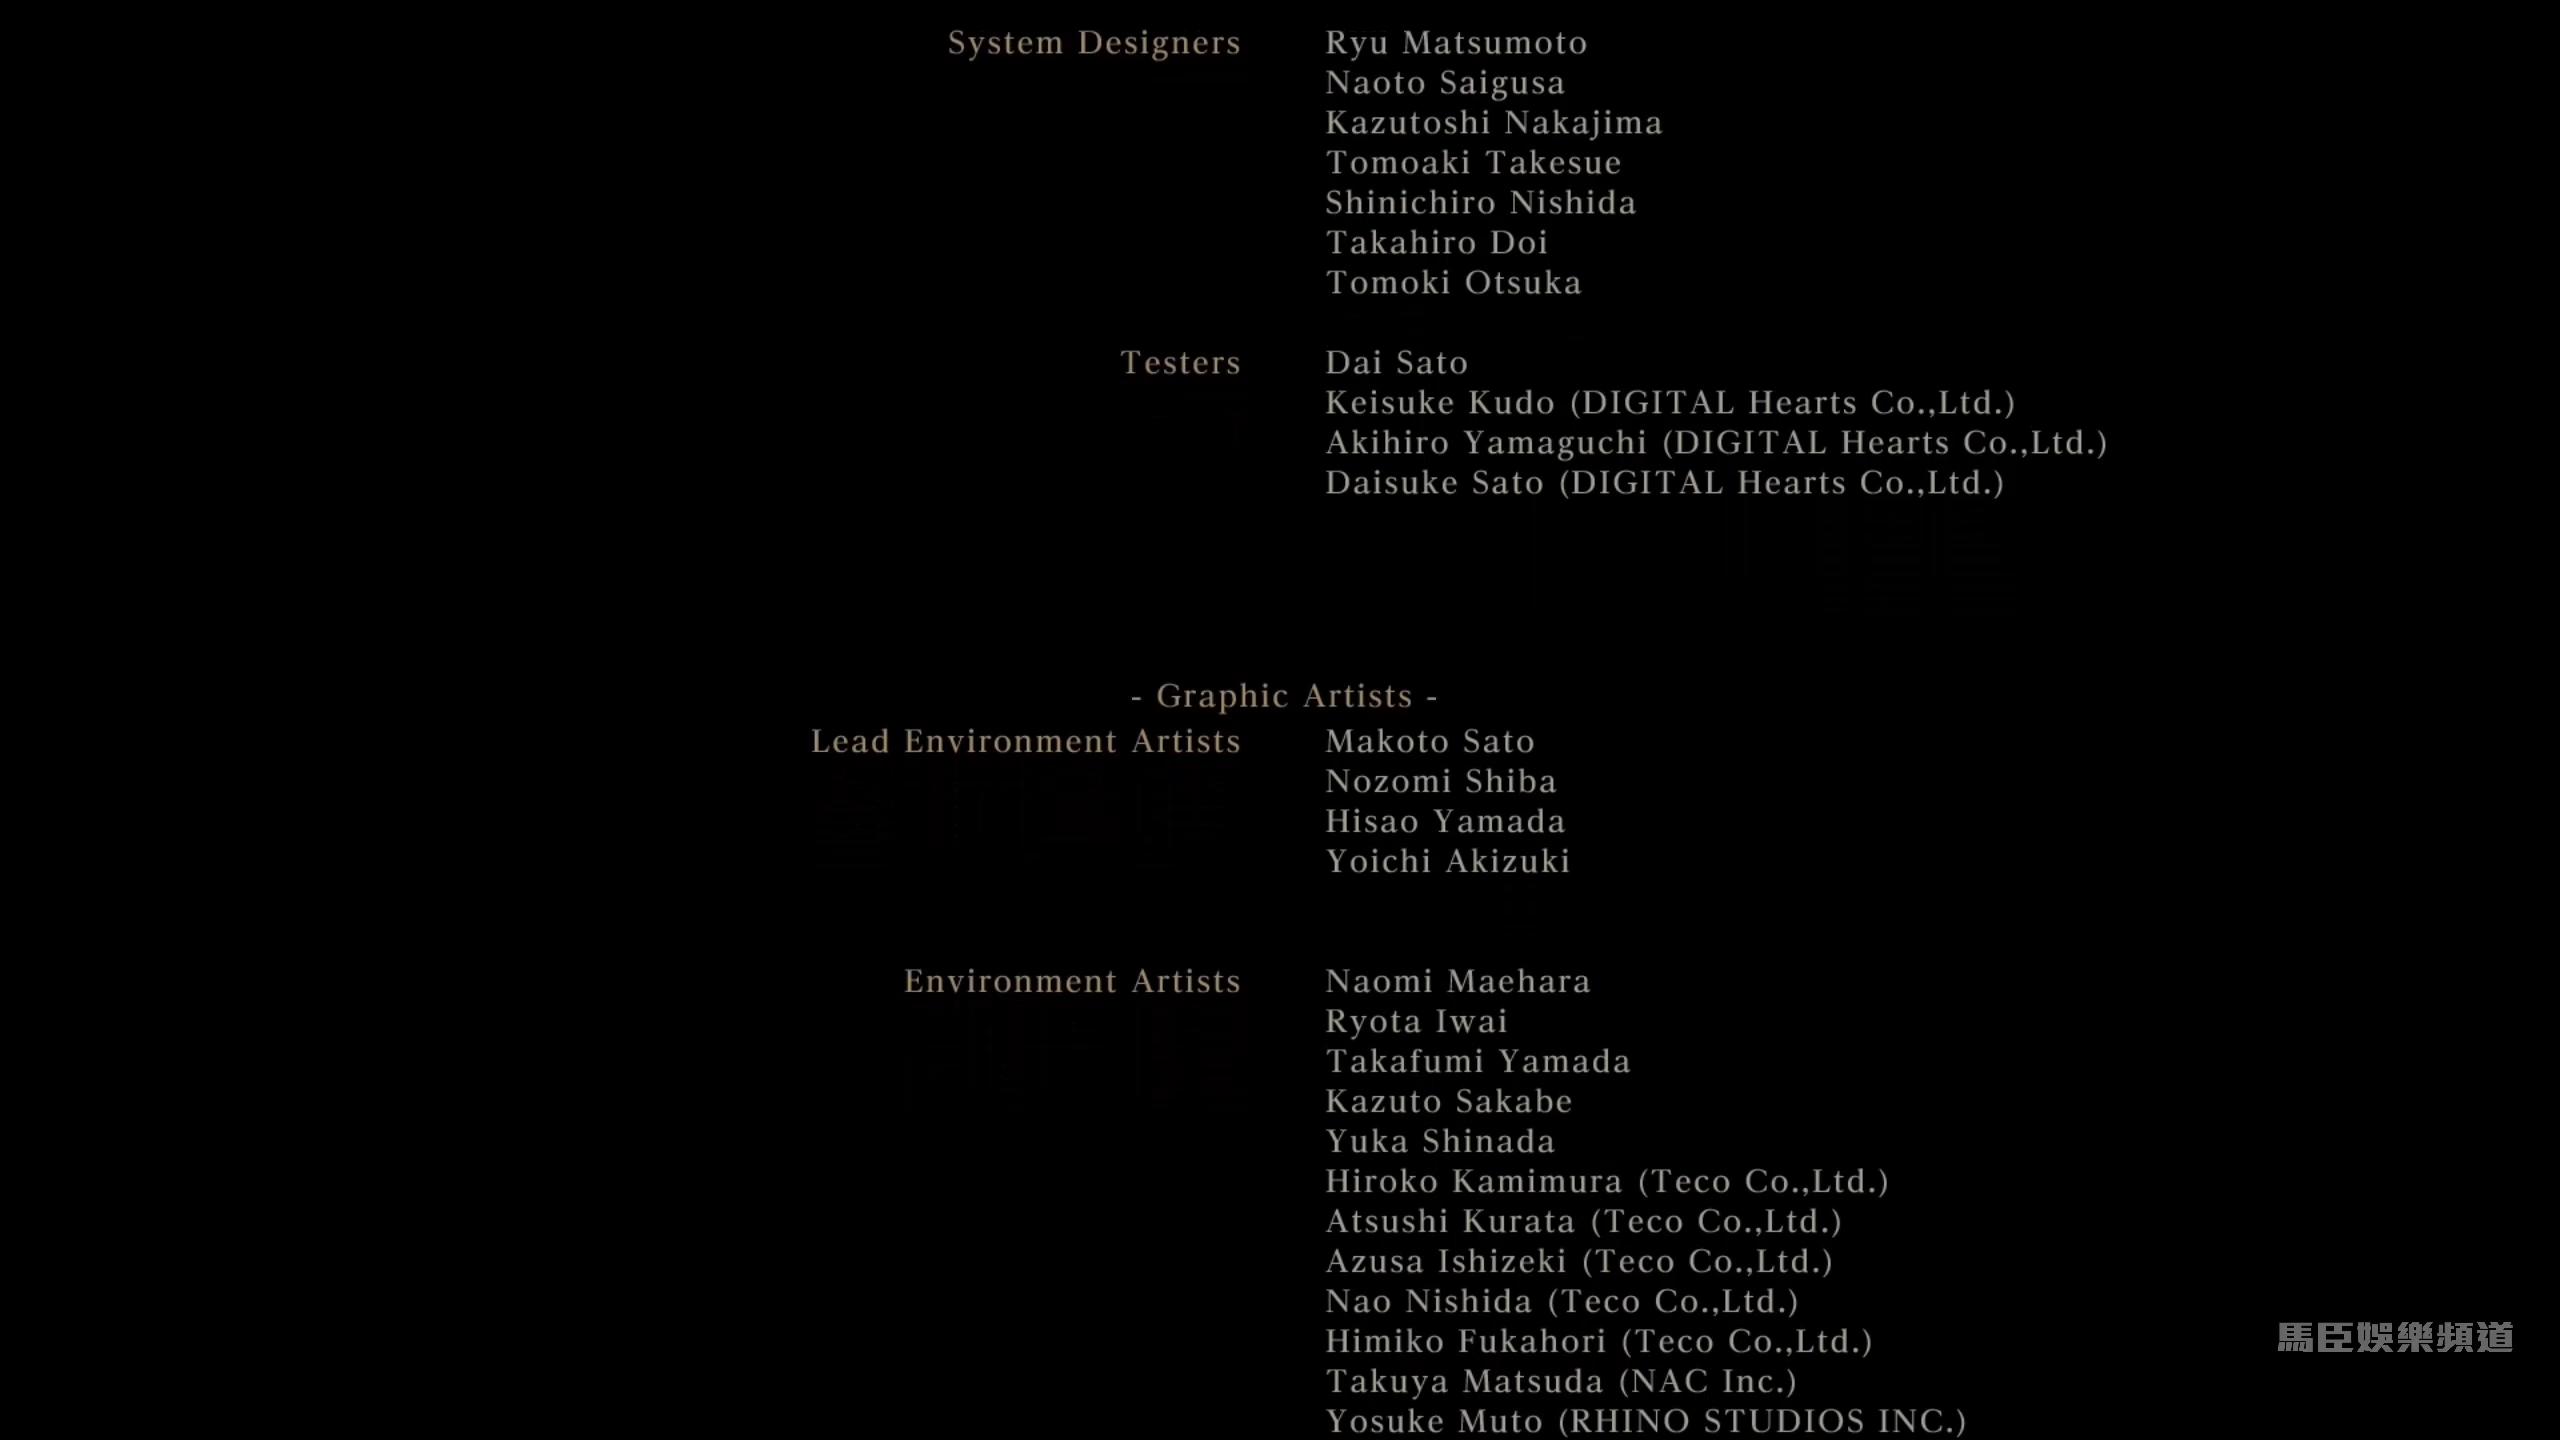 System Designers Ryu Matsumoto
Naoto Saigusa
Kazutoshi Nakajima
Tomoaki Takesue
Shinichiro Nishida
Takahiro Doi
Tomoki Otsuka
Testers Dai Sato
Keisuke Kudo (DIGITAL Hearts Co.,Ltd.)
Akihiro Yamaguchi (DIGITAL Hearts Co.,Ltd.)
Daisuke Sato (DIGITAL Hearts Co.,Ltd.)
- Graphic Artists -
Lead Environment Artists Makoto Sato
Nozomi Shiba
Hisao Yamada
Yoichi Akizuki
Environment Artists Naomi Maehara
Ryota Iwai
Takafumi Yamada
Kazuto Sakabe
Yuka Shinada
Hiroko Kamimura (Teco Co.,Ltd.)
Atsushi Kurata (Teco Co.,Ltd.)
Azusa Ishizeki (Teco Co.,Ltd.)
Nao Nishida (Teco Co.,Ltd.)
Himiko Fukahori (Teco Co.,Ltd.)
Takuya Matsuda (NAC Inc.)
Yosuke Muto (RHINO STUDIOS INC.)
馬臣娛樂頻道